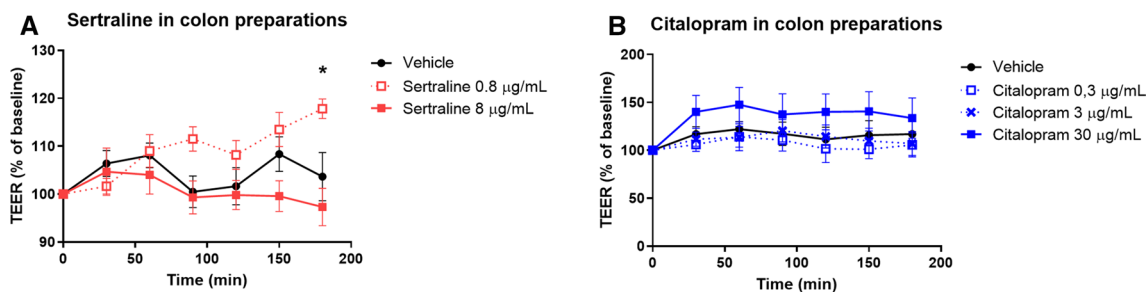 A
Sertraline in colon preparations
TEER (% of baseline)
130
120
110
100
90
0
50
100
150
200
Time (min)
*
Vehicle
Sertraline 0.8 µg/mL
Sertraline 8 µg/mL
B
Citalopram in colon preparations
TEER (% of baseline)
200
150
100
50
0
0
50
100
150
200
Time (min)
Vehicle
Citalopram 0,3 µg/mL
Citalopram 3 µg/mL
Citalopram 30 µg/mL